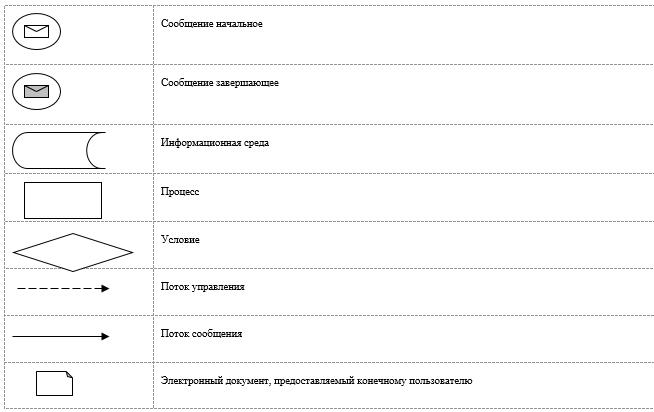 Сообщение начальное
Сообщение завершающее
Информационная среда
Процесс
Условие
Поток управления
Поток сообщения
Электронный документ, предоставляемый конечному пользователю